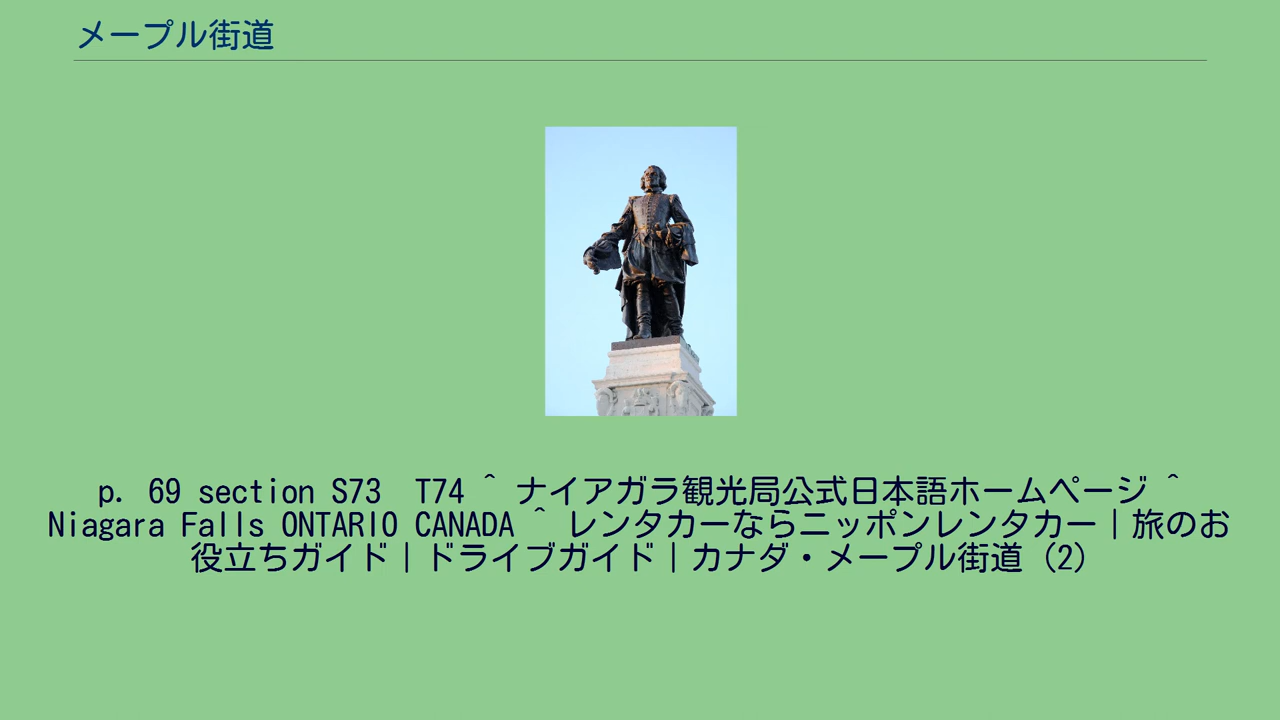 メープル街道
p. 69 section S73  T74 ^ ナイアガラ観光局公式日本語ホームページ ^
Niagara Falls ONTARIO CANADA ^ レンタカーならニッポンレンタカー｜旅のお
役立ちガイド｜ドライブガイド｜カナダ・メープル街道（2）